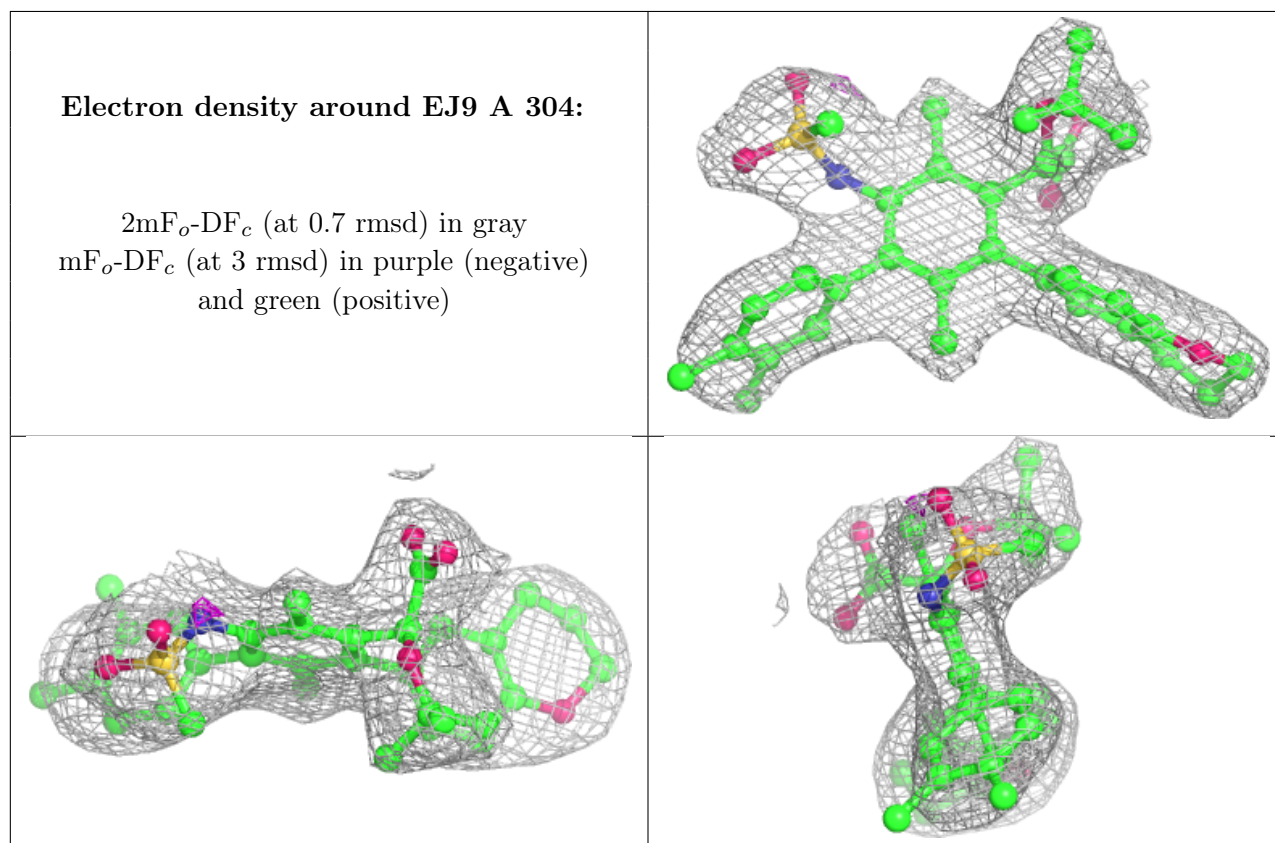 Electron density around EJ9 A 304:
2mFo-DFc (at 0.7 rmsd) in gray
mFo-DFc (at 3 rmsd) in purple (negative)
and green (positive)